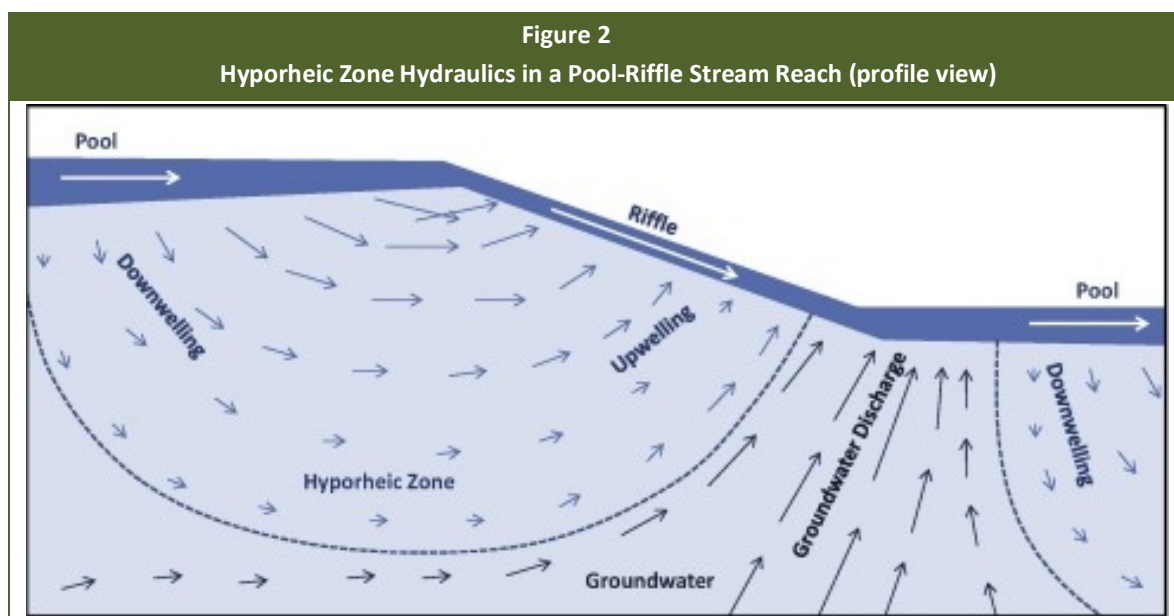 Figure 2
Hyporheic Zone Hydraulics in a Pool-Riffle Stream Reach (profile view)
Pool
Riffle
Pool
Downwelling
Upwelling
Groundwater Discharge
Downwelling
Hyporheic Zone
Groundwater